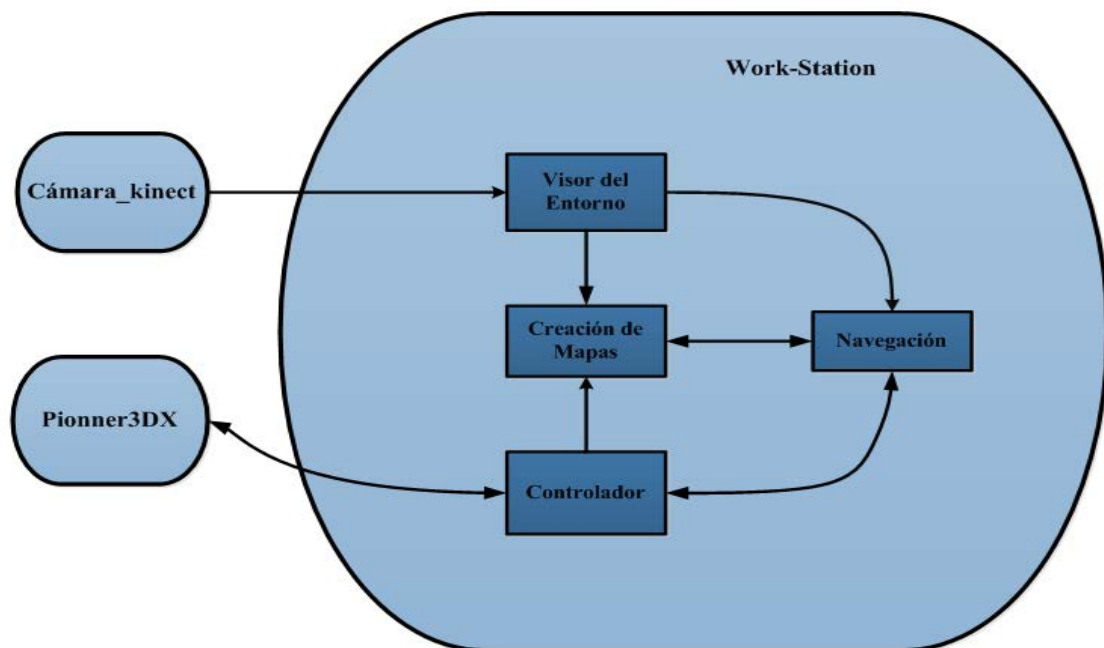 Work-Station
Cámara_kinect
Visor del
Entorno
Creación de
Mapas
Navegación
Pionner3DX
Controlador